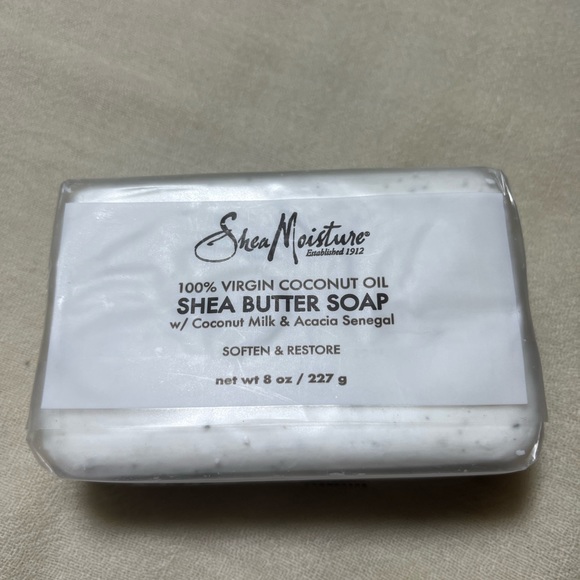 SheaMoisture®
Established 1912
100% VIRGIN COCONUT OIL
SHEA BUTTER SOAP
w/ Coconut Milk & Acacia Senegal
SOFTEN & RESTORE
net wt 8 oz / 227 g